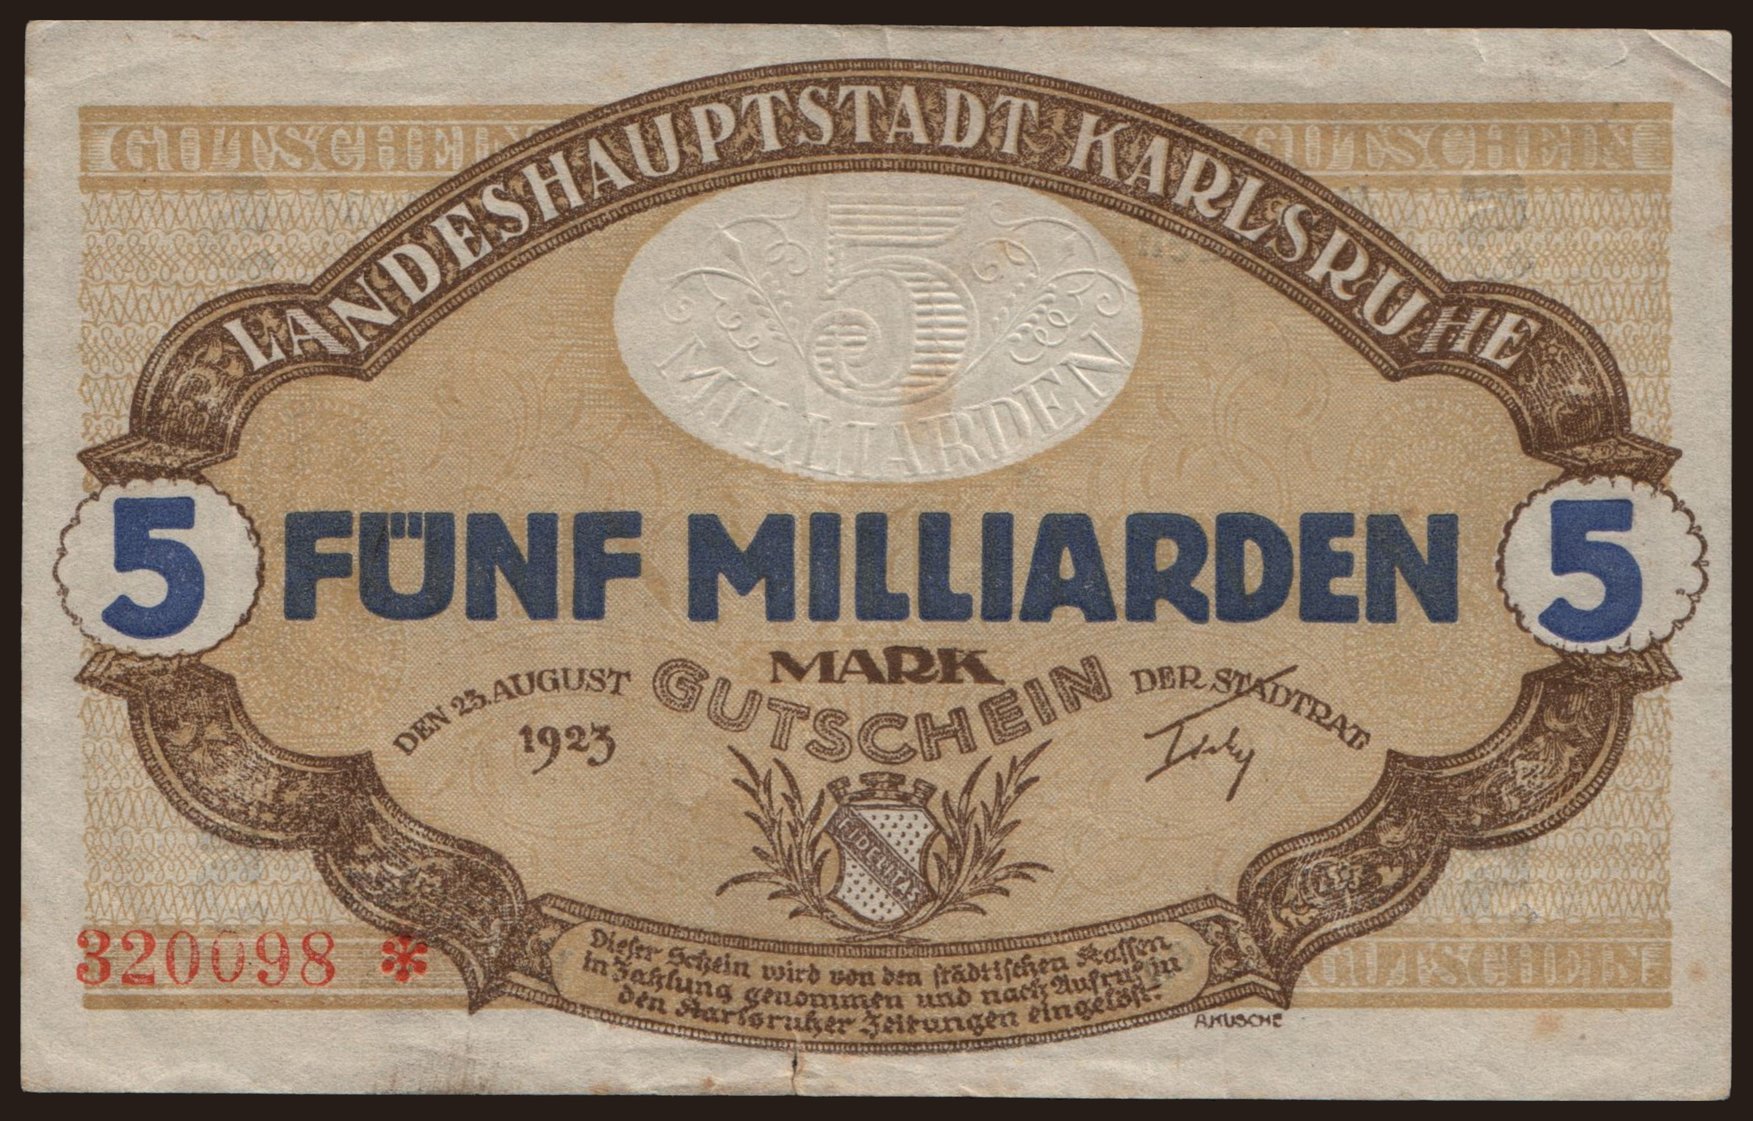 GUTSCHEIN
GUTSCHEIN
LANDESHAUPTSTADT KARLSRUHE
5
MILLIARDEN
5 FÜNF MILLIARDEN 5
MARK
DEN 23. AUGUST
1923
GUTSCHEIN
DER STADTRAT
FIDELITAS
320098 *
GUTSCHEIN
Dieser Schein wird von den städtischen Kassen
in Zahlung genommen und nach Aufruf in
den Karlsruher Zeitungen eingelöst.
A. KUSCHE